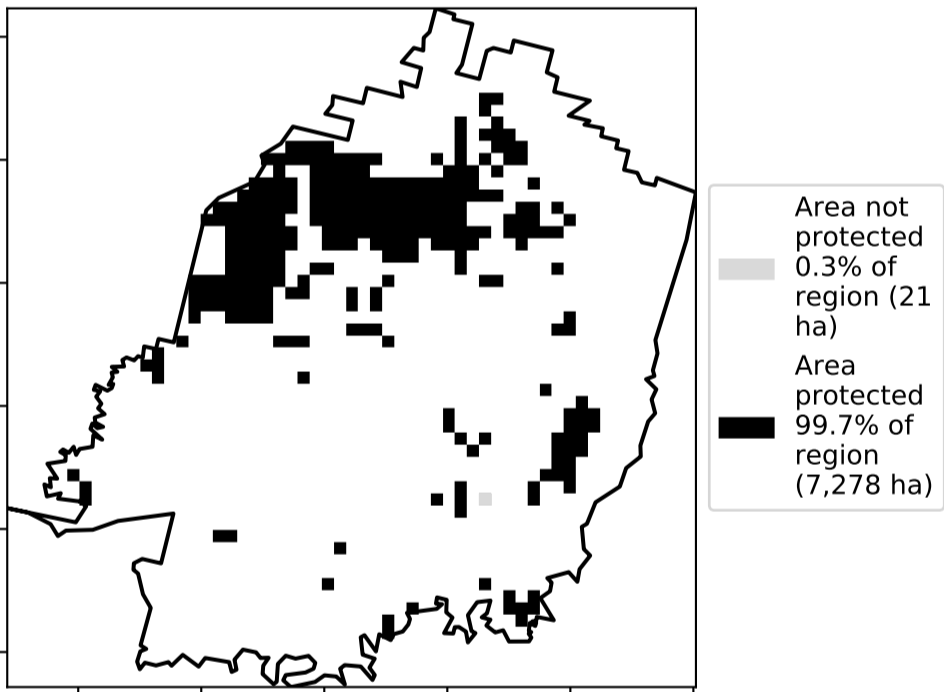 Area not
protected
0.3% of
region (21
ha)
Area
protected
99.7% of
region
(7,278 ha)